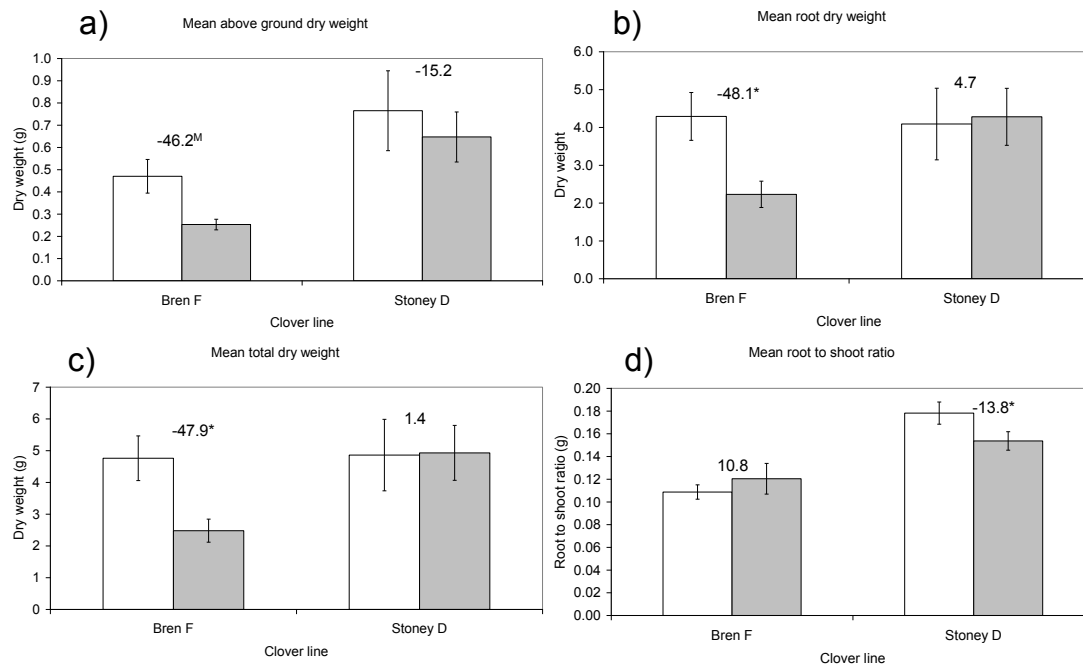 a)
Mean above ground dry weight
1.0
0.9
0.8
0.7
0.6
0.5
0.4
0.3
0.2
0.1
0.0
Dry weight (g)
-46.2ᴹ
-15.2
Bren F
Stoney D
Clover line
b)
Mean root dry weight
6.0
5.0
4.0
3.0
2.0
1.0
0.0
Dry weight
-48.1*
4.7
Bren F
Stoney D
Clover line
c)
Mean total dry weight
7
6
5
4
3
2
1
0
Dry weight (g)
-47.9*
1.4
Bren F
Stoney D
Clover line
d)
Mean root to shoot ratio
0.20
0.18
0.16
0.14
0.12
0.10
0.08
0.06
0.04
0.02
0.00
Root to shoot ratio (g)
10.8
-13.8*
Bren F
Stoney D
Clover line